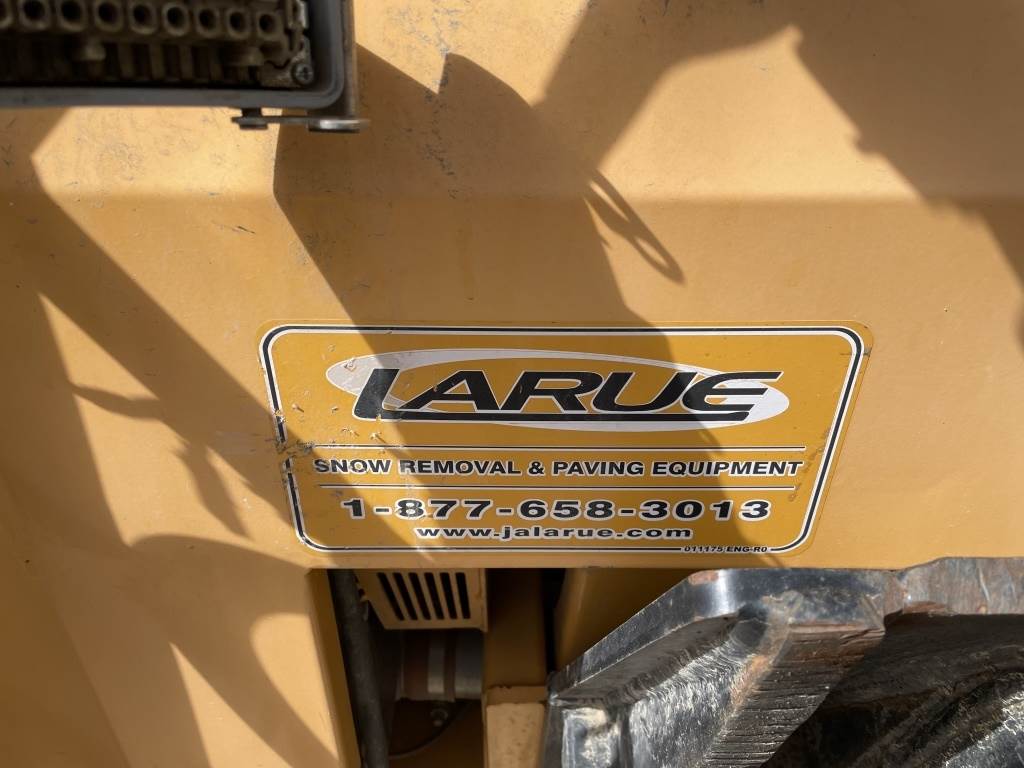 LARUE
SNOW REMOVAL & PAVING EQUIPMENT
1-877-658-3013
www.jalarue.com
011175 ENG-R0